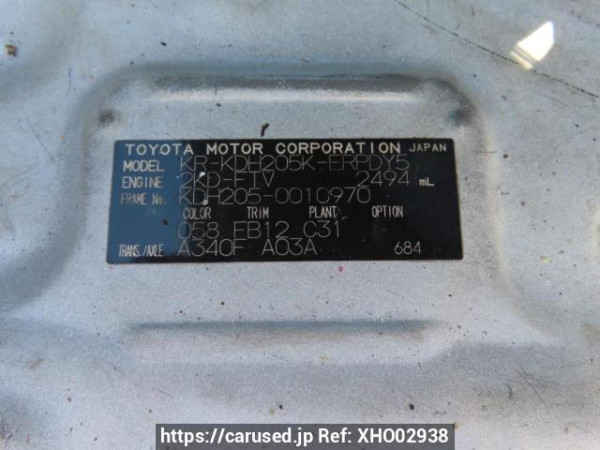 TOYOTA MOTOR CORPORATION JAPAN
MODEL KR-KDH205K-ERPDY5
ENGINE 2KD-FTV 2494 mL
FRAME No. KDH205-0010970
COLOR TRIM PLANT OPTION
058 FB12 C31
TRANS./AXLE A340F A03A 684
https://carused.jp Ref: XHO02938